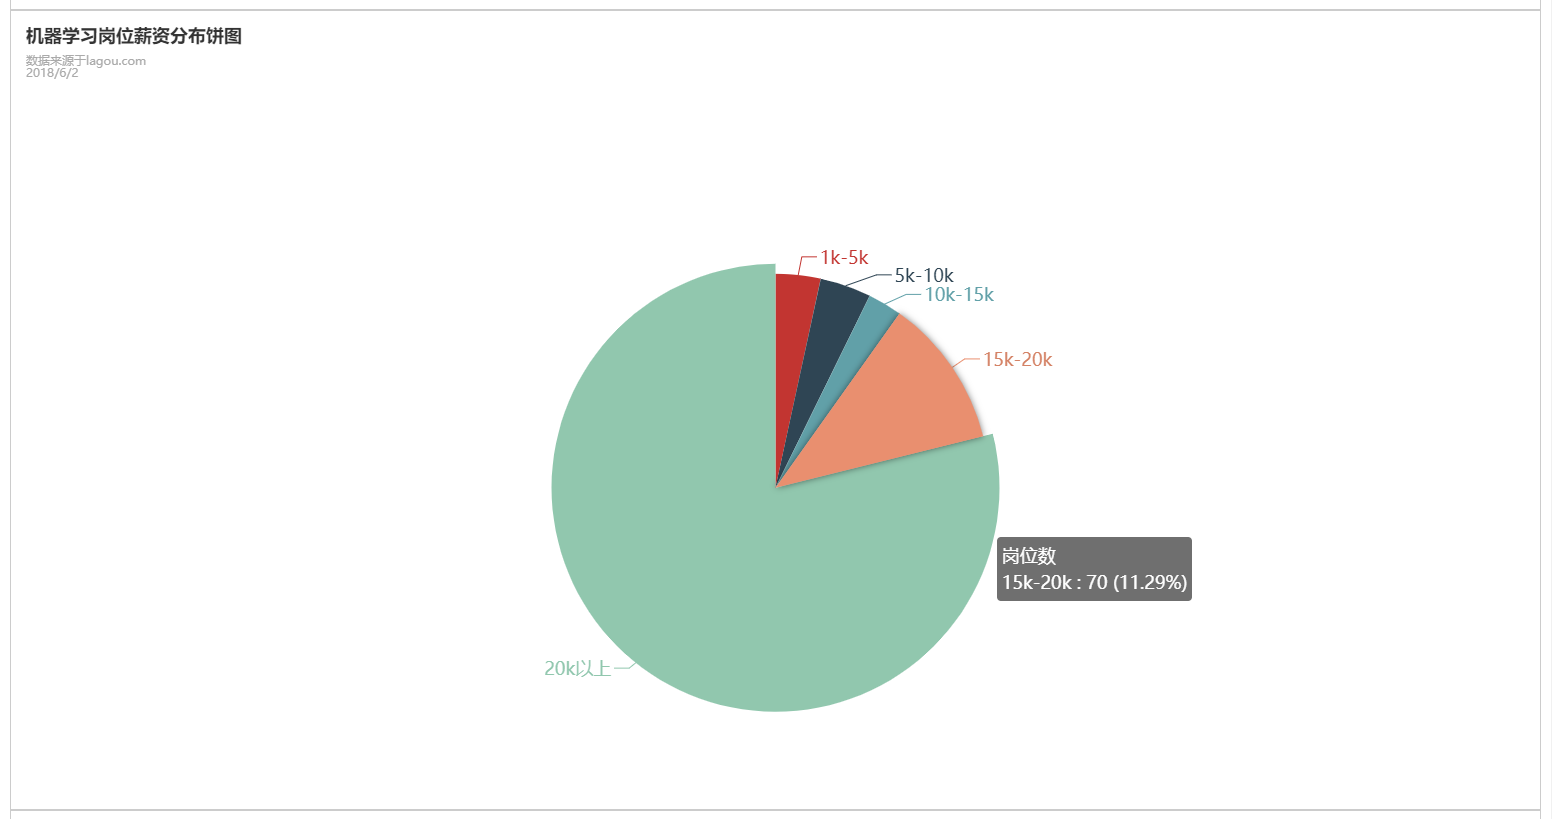 机器学习岗位薪资分布饼图
数据来源于lagou.com
2018/6/2
1k-5k
5k-10k
10k-15k
15k-20k
岗位数
15k-20k : 70 (11.29%)
20k以上